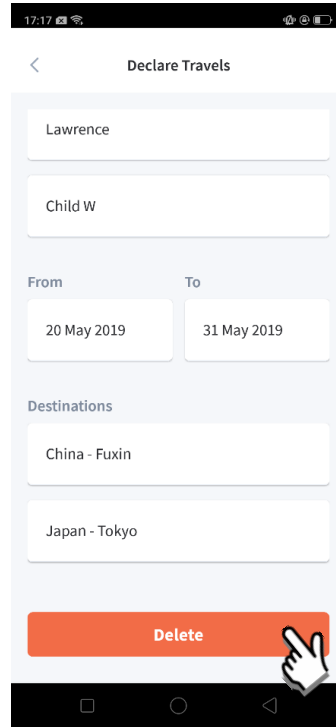 17:17
Declare Travels
Lawrence
Child W
From To
20 May 2019 31 May 2019
Destinations
China - Fuxin
Japan - Tokyo
Delete